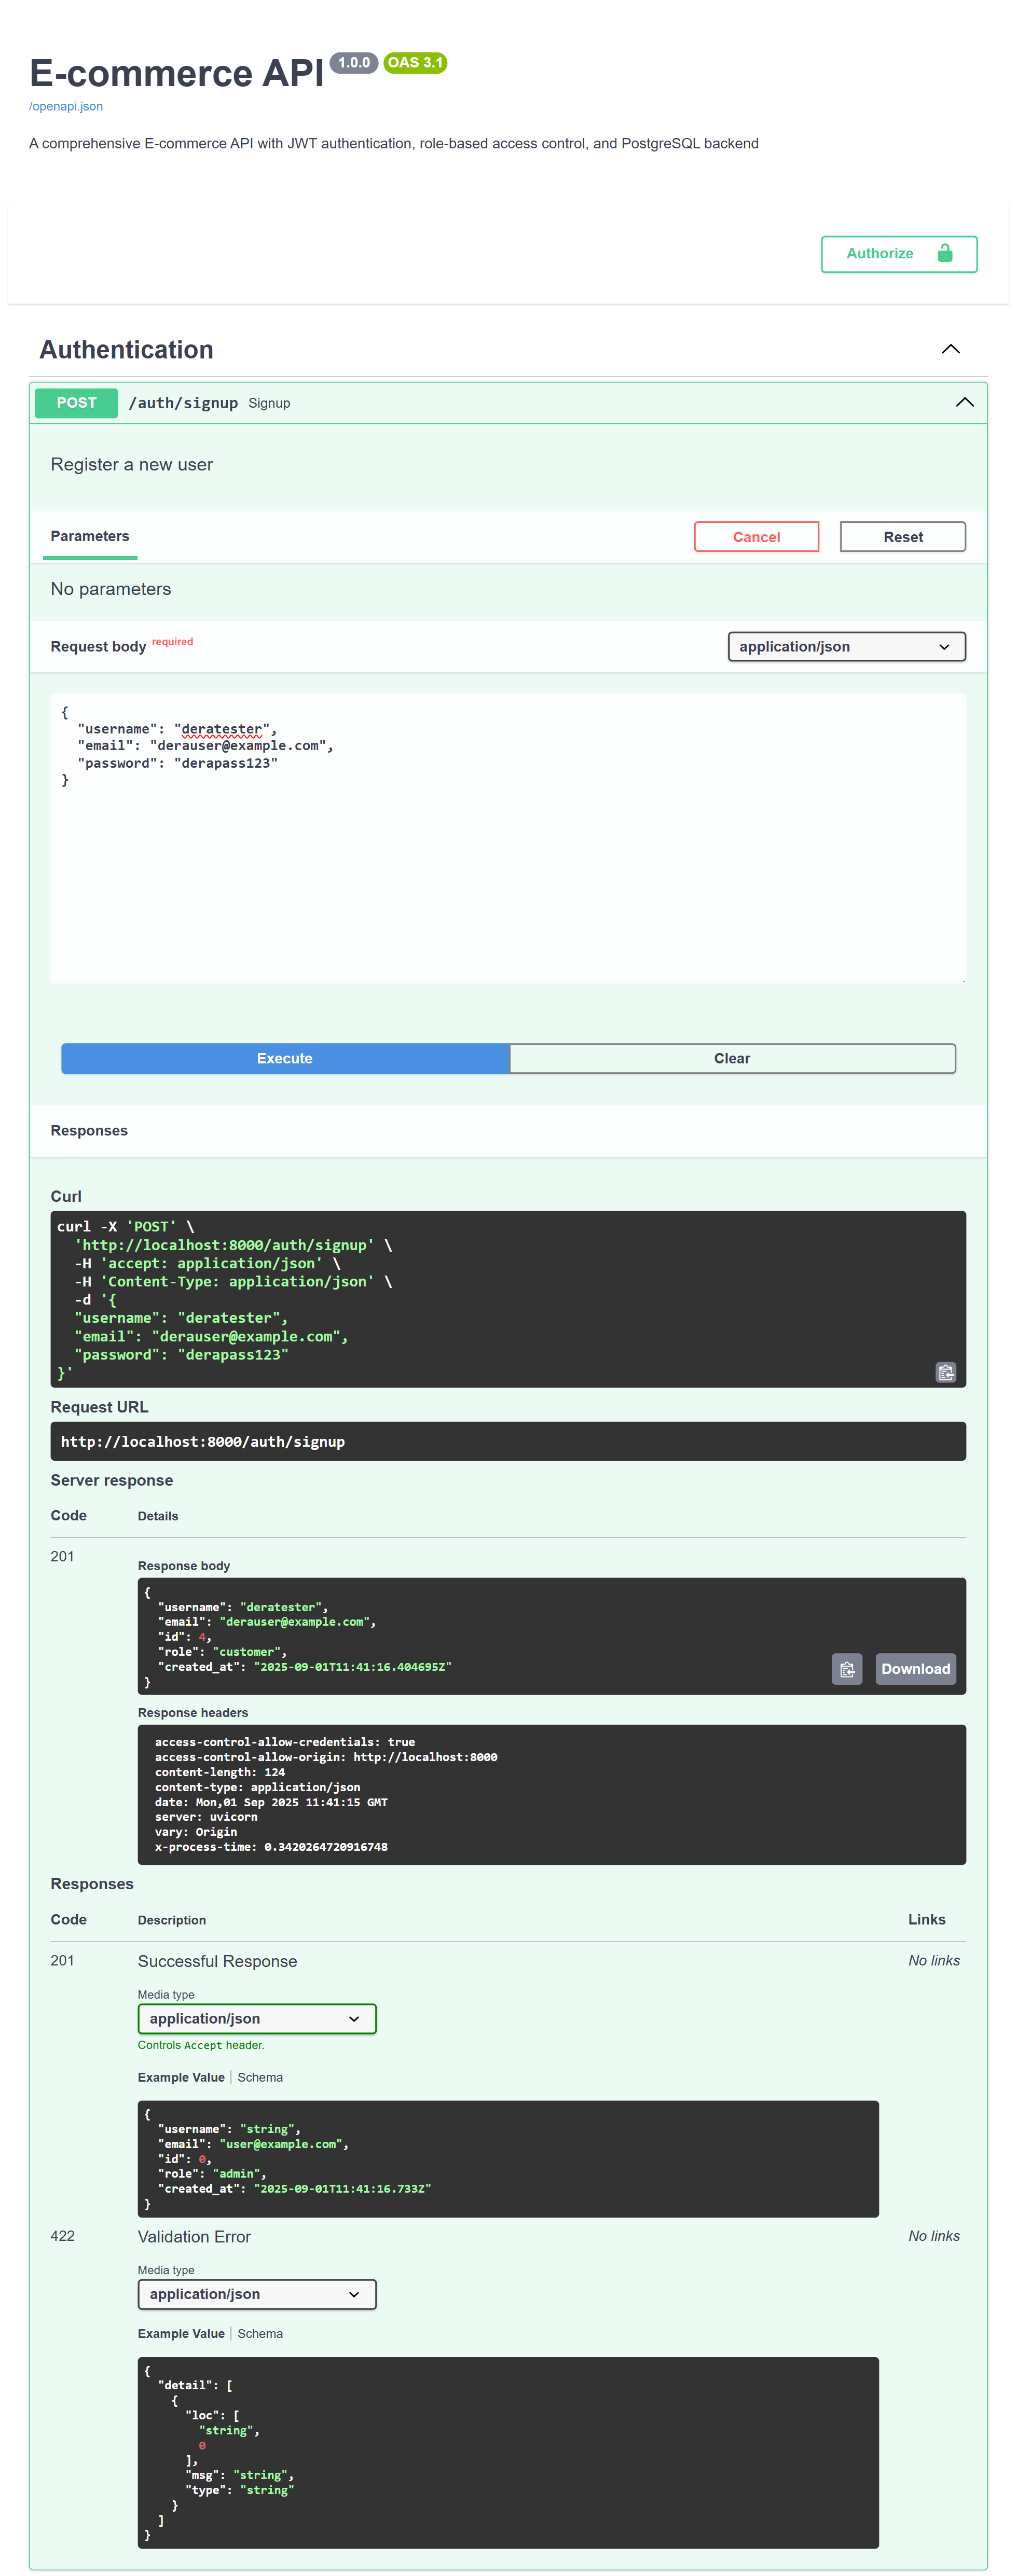 E-commerce API 1.0.0 OAS 3.1
/openapi.json
A comprehensive E-commerce API with JWT authentication, role-based access control, and PostgreSQL backend
Authorize
Authentication
POST /auth/signup Signup
Register a new user
Parameters Cancel Reset
No parameters
Request body required application/json
{
  "username": "deratester",
  "email": "derauser@example.com",
  "password": "derapass123"
}
Execute Clear
Responses
Curl
curl -X 'POST' \
  'http://localhost:8000/auth/signup' \
  -H 'accept: application/json' \
  -H 'Content-Type: application/json' \
  -d '{
  "username": "deratester",
  "email": "derauser@example.com",
  "password": "derapass123"
}'
Request URL
http://localhost:8000/auth/signup
Server response
Code Details
201
Response body
{
  "username": "deratester",
  "email": "derauser@example.com",
  "id": 4,
  "role": "customer",
  "created_at": "2025-09-01T11:41:16.404695Z"
}
Download
Response headers
access-control-allow-credentials: true
access-control-allow-origin: http://localhost:8000
content-length: 124
content-type: application/json
date: Mon,01 Sep 2025 11:41:15 GMT
server: uvicorn
vary: Origin
x-process-time: 0.3420264720916748
Responses
Code Description Links
201 Successful Response No links
Media type
application/json
Controls Accept header.
Example Value Schema
{
  "username": "string",
  "email": "user@example.com",
  "id": 0,
  "role": "admin",
  "created_at": "2025-09-01T11:41:16.733Z"
}
422 Validation Error No links
Media type
application/json
Example Value Schema
{
  "detail": [
    {
      "loc": [
        "string",
        0
      ],
      "msg": "string",
      "type": "string"
    }
  ]
}